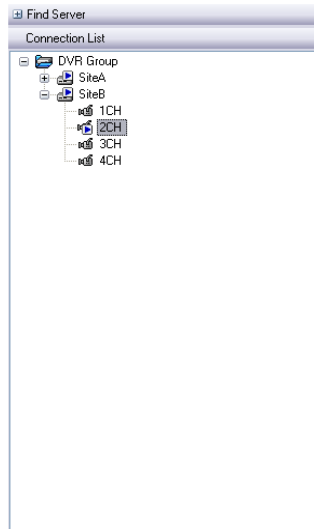 Find Server
Connection List
DVR Group
SiteA
SiteB
1CH
2CH
3CH
4CH